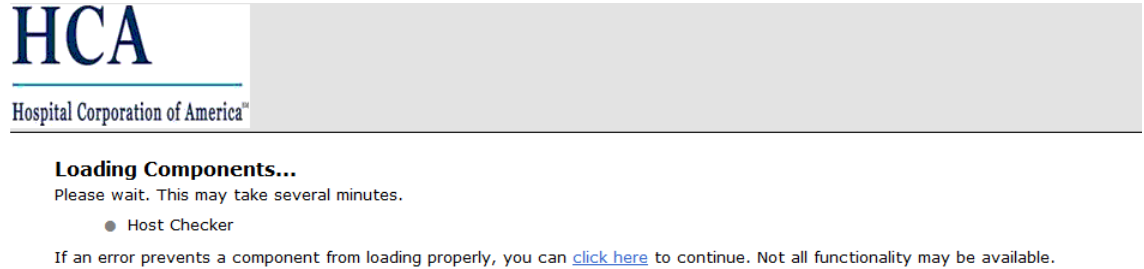 HCA
Hospital Corporation of America℠
Loading Components...
Please wait. This may take several minutes.
Host Checker
If an error prevents a component from loading properly, you can click here to continue. Not all functionality may be available.